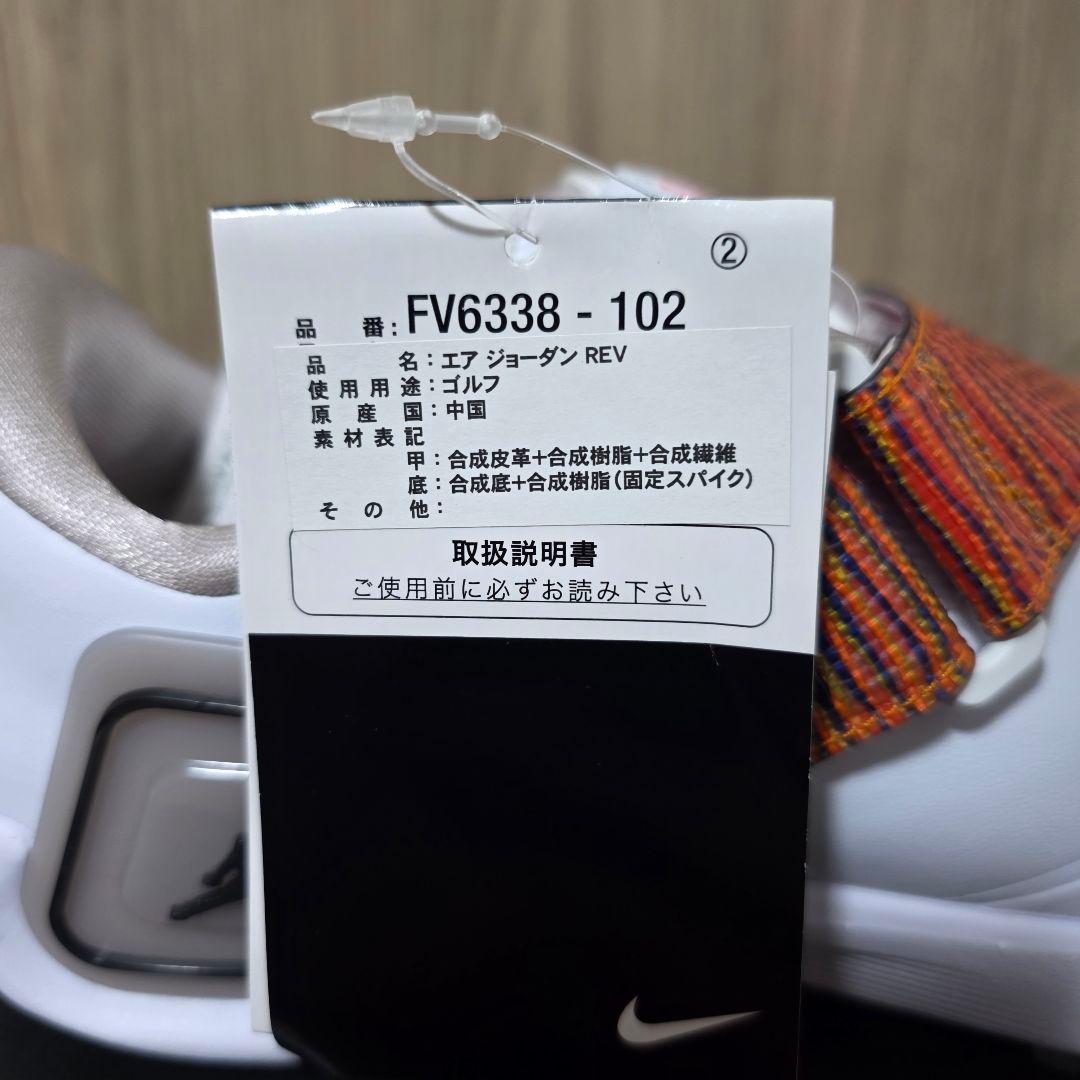 ②
品 番: FV6338 - 102
品 名:エア ジョーダン REV
使用用途:ゴルフ
原産国:中国
素材表記
甲:合成皮革+合成樹脂+合成繊維
底:合成底+合成樹脂(固定スパイク)
その他:
取扱説明書
ご使用前に必ずお読み下さい